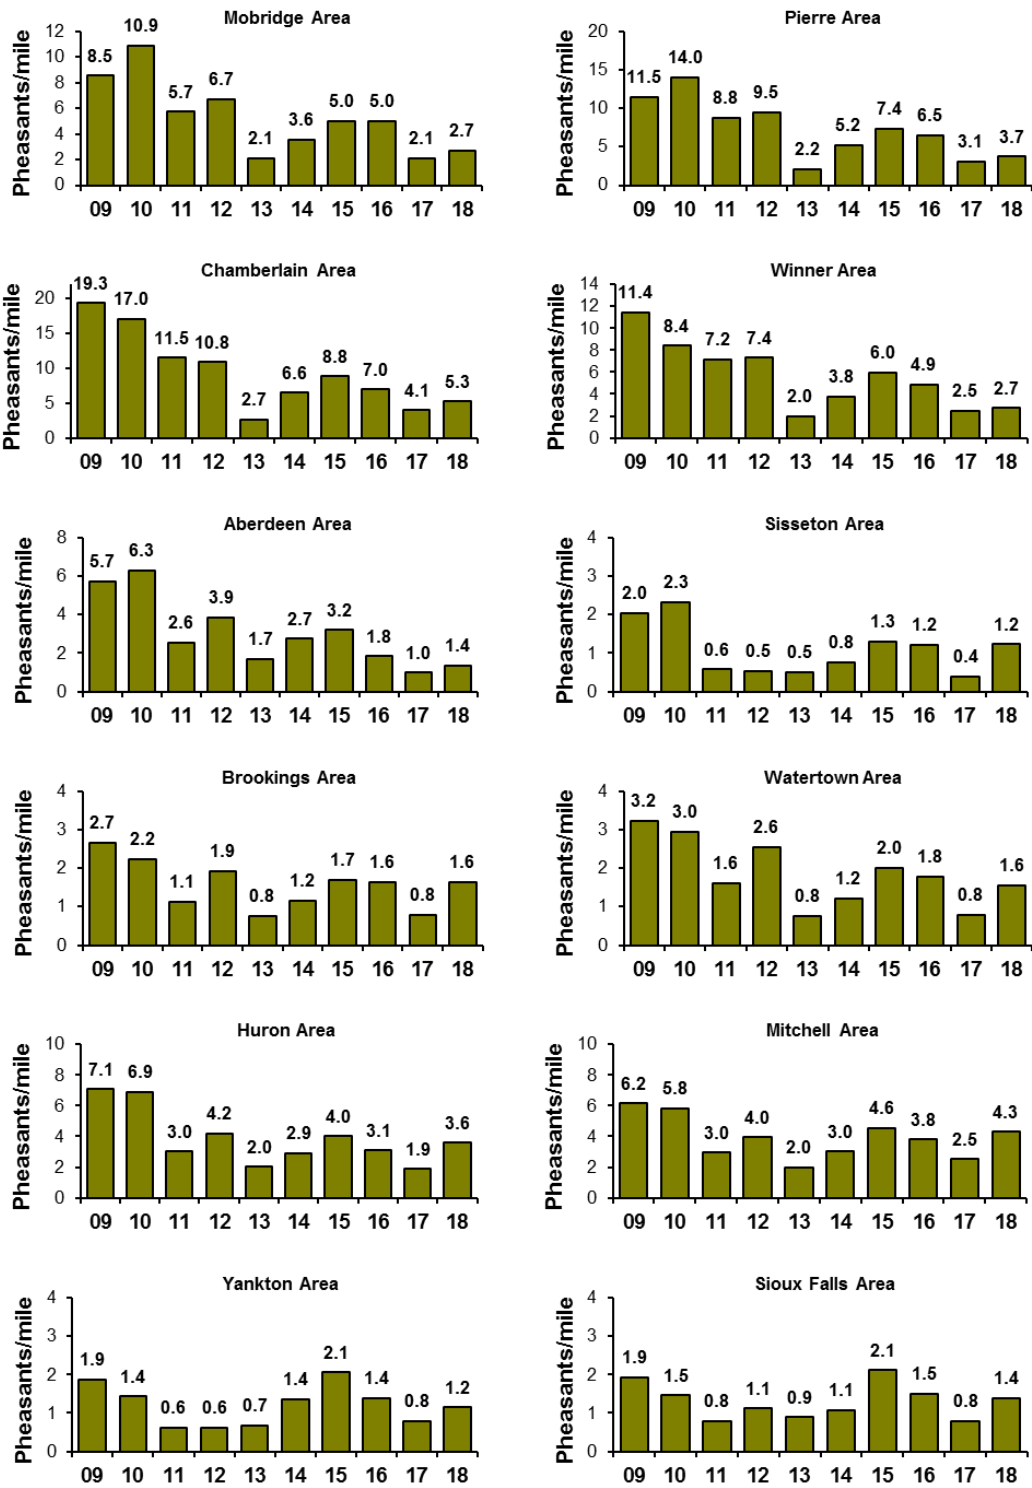 Mobridge Area
Pheasants/mile
12
10
8
6
4
2
0
8.5 10.9 5.7 6.7 2.1 3.6 5.0 5.0 2.1 2.7
09 10 11 12 13 14 15 16 17 18
Pierre Area
Pheasants/mile
20
15
10
5
0
11.5 14.0 8.8 9.5 2.2 5.2 7.4 6.5 3.1 3.7
09 10 11 12 13 14 15 16 17 18
Chamberlain Area
Pheasants/mile
20
15
10
5
0
19.3 17.0 11.5 10.8 2.7 6.6 8.8 7.0 4.1 5.3
09 10 11 12 13 14 15 16 17 18
Winner Area
Pheasants/mile
14
12
10
8
6
4
2
0
11.4 8.4 7.2 7.4 2.0 3.8 6.0 4.9 2.5 2.7
09 10 11 12 13 14 15 16 17 18
Aberdeen Area
Pheasants/mile
8
6
4
2
0
5.7 6.3 2.6 3.9 1.7 2.7 3.2 1.8 1.0 1.4
09 10 11 12 13 14 15 16 17 18
Sisseton Area
Pheasants/mile
4
3
2
1
0
2.0 2.3 0.6 0.5 0.5 0.8 1.3 1.2 0.4 1.2
09 10 11 12 13 14 15 16 17 18
Brookings Area
Pheasants/mile
4
3
2
1
0
2.7 2.2 1.1 1.9 0.8 1.2 1.7 1.6 0.8 1.6
09 10 11 12 13 14 15 16 17 18
Watertown Area
Pheasants/mile
4
3
2
1
0
3.2 3.0 1.6 2.6 0.8 1.2 2.0 1.8 0.8 1.6
09 10 11 12 13 14 15 16 17 18
Huron Area
Pheasants/mile
10
8
6
4
2
0
7.1 6.9 3.0 4.2 2.0 2.9 4.0 3.1 1.9 3.6
09 10 11 12 13 14 15 16 17 18
Mitchell Area
Pheasants/mile
10
8
6
4
2
0
6.2 5.8 3.0 4.0 2.0 3.0 4.6 3.8 2.5 4.3
09 10 11 12 13 14 15 16 17 18
Yankton Area
Pheasants/mile
4
3
2
1
0
1.9 1.4 0.6 0.6 0.7 1.4 2.1 1.4 0.8 1.2
09 10 11 12 13 14 15 16 17 18
Sioux Falls Area
Pheasants/mile
4
3
2
1
0
1.9 1.5 0.8 1.1 0.9 1.1 2.1 1.5 0.8 1.4
09 10 11 12 13 14 15 16 17 18